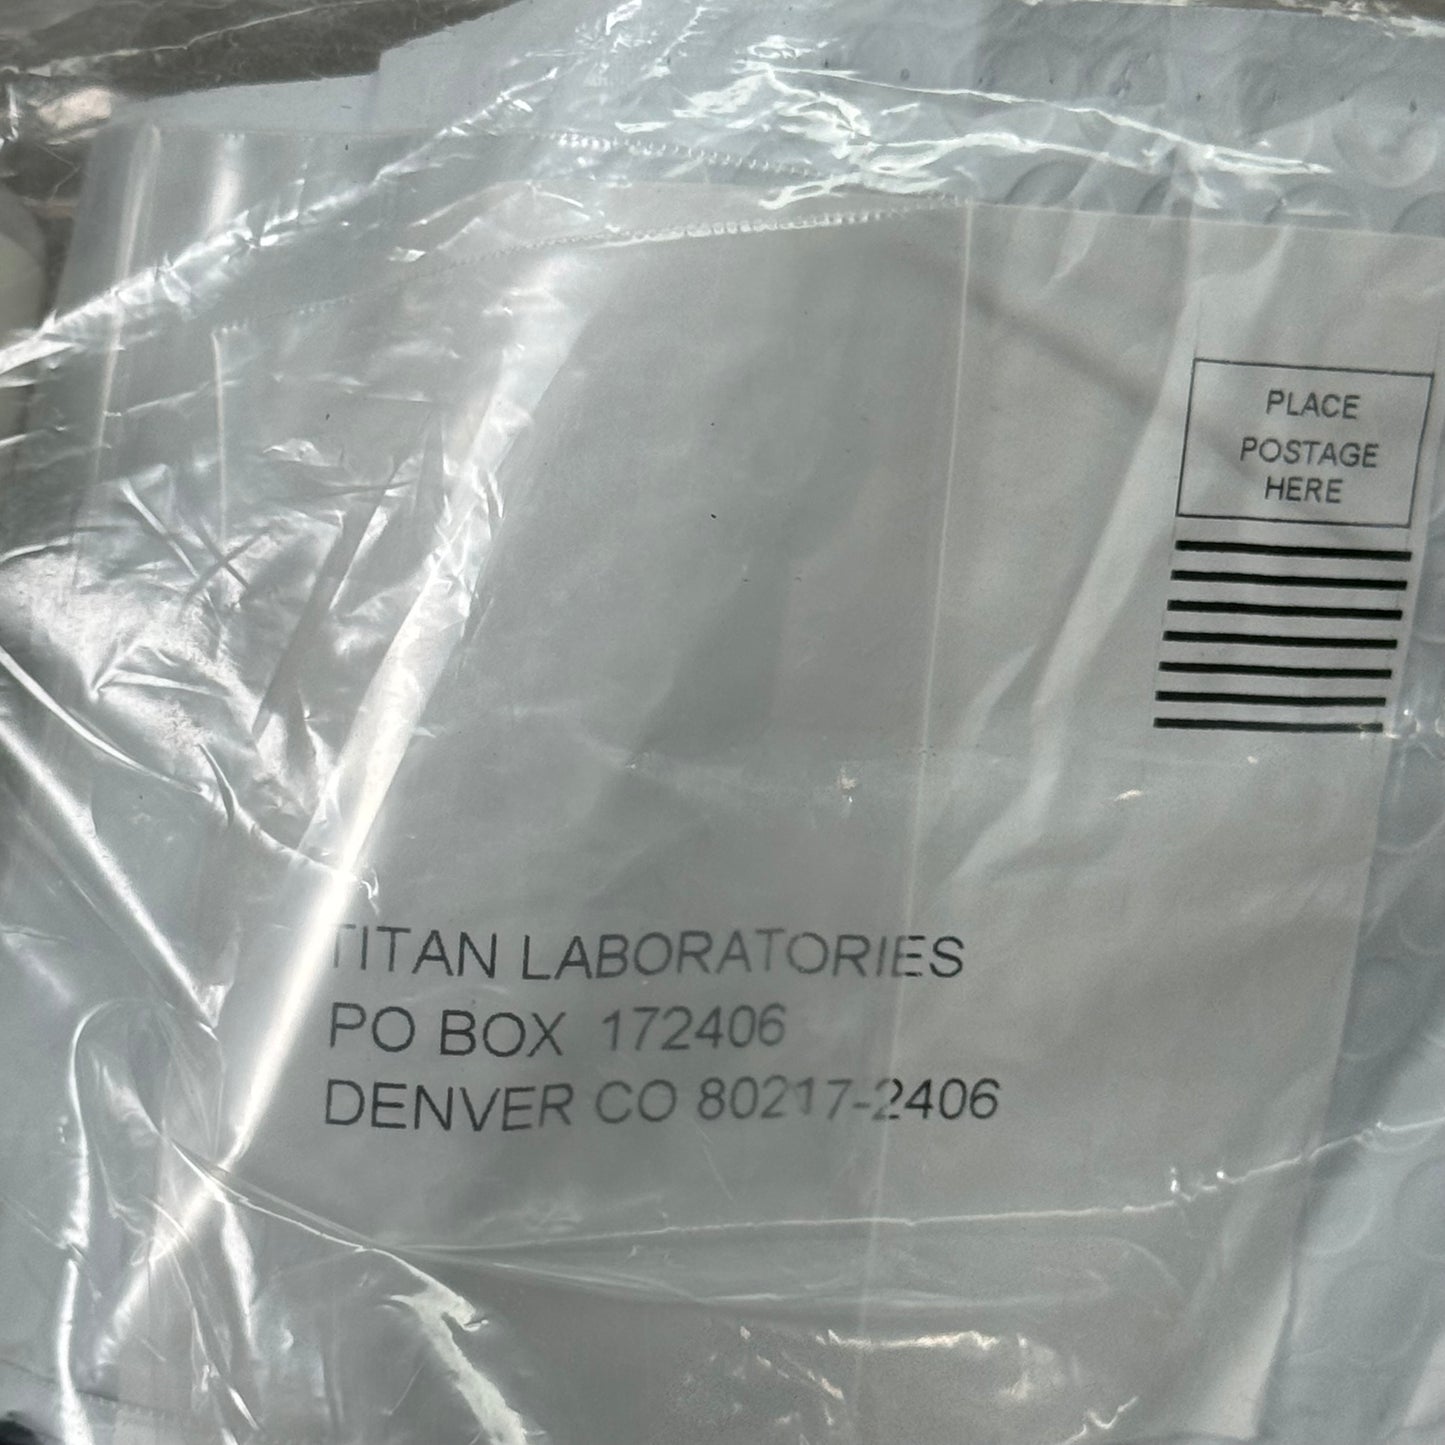 PLACE
POSTAGE
HERE
TITAN LABORATORIES
PO BOX 172406
DENVER CO 80217-2406